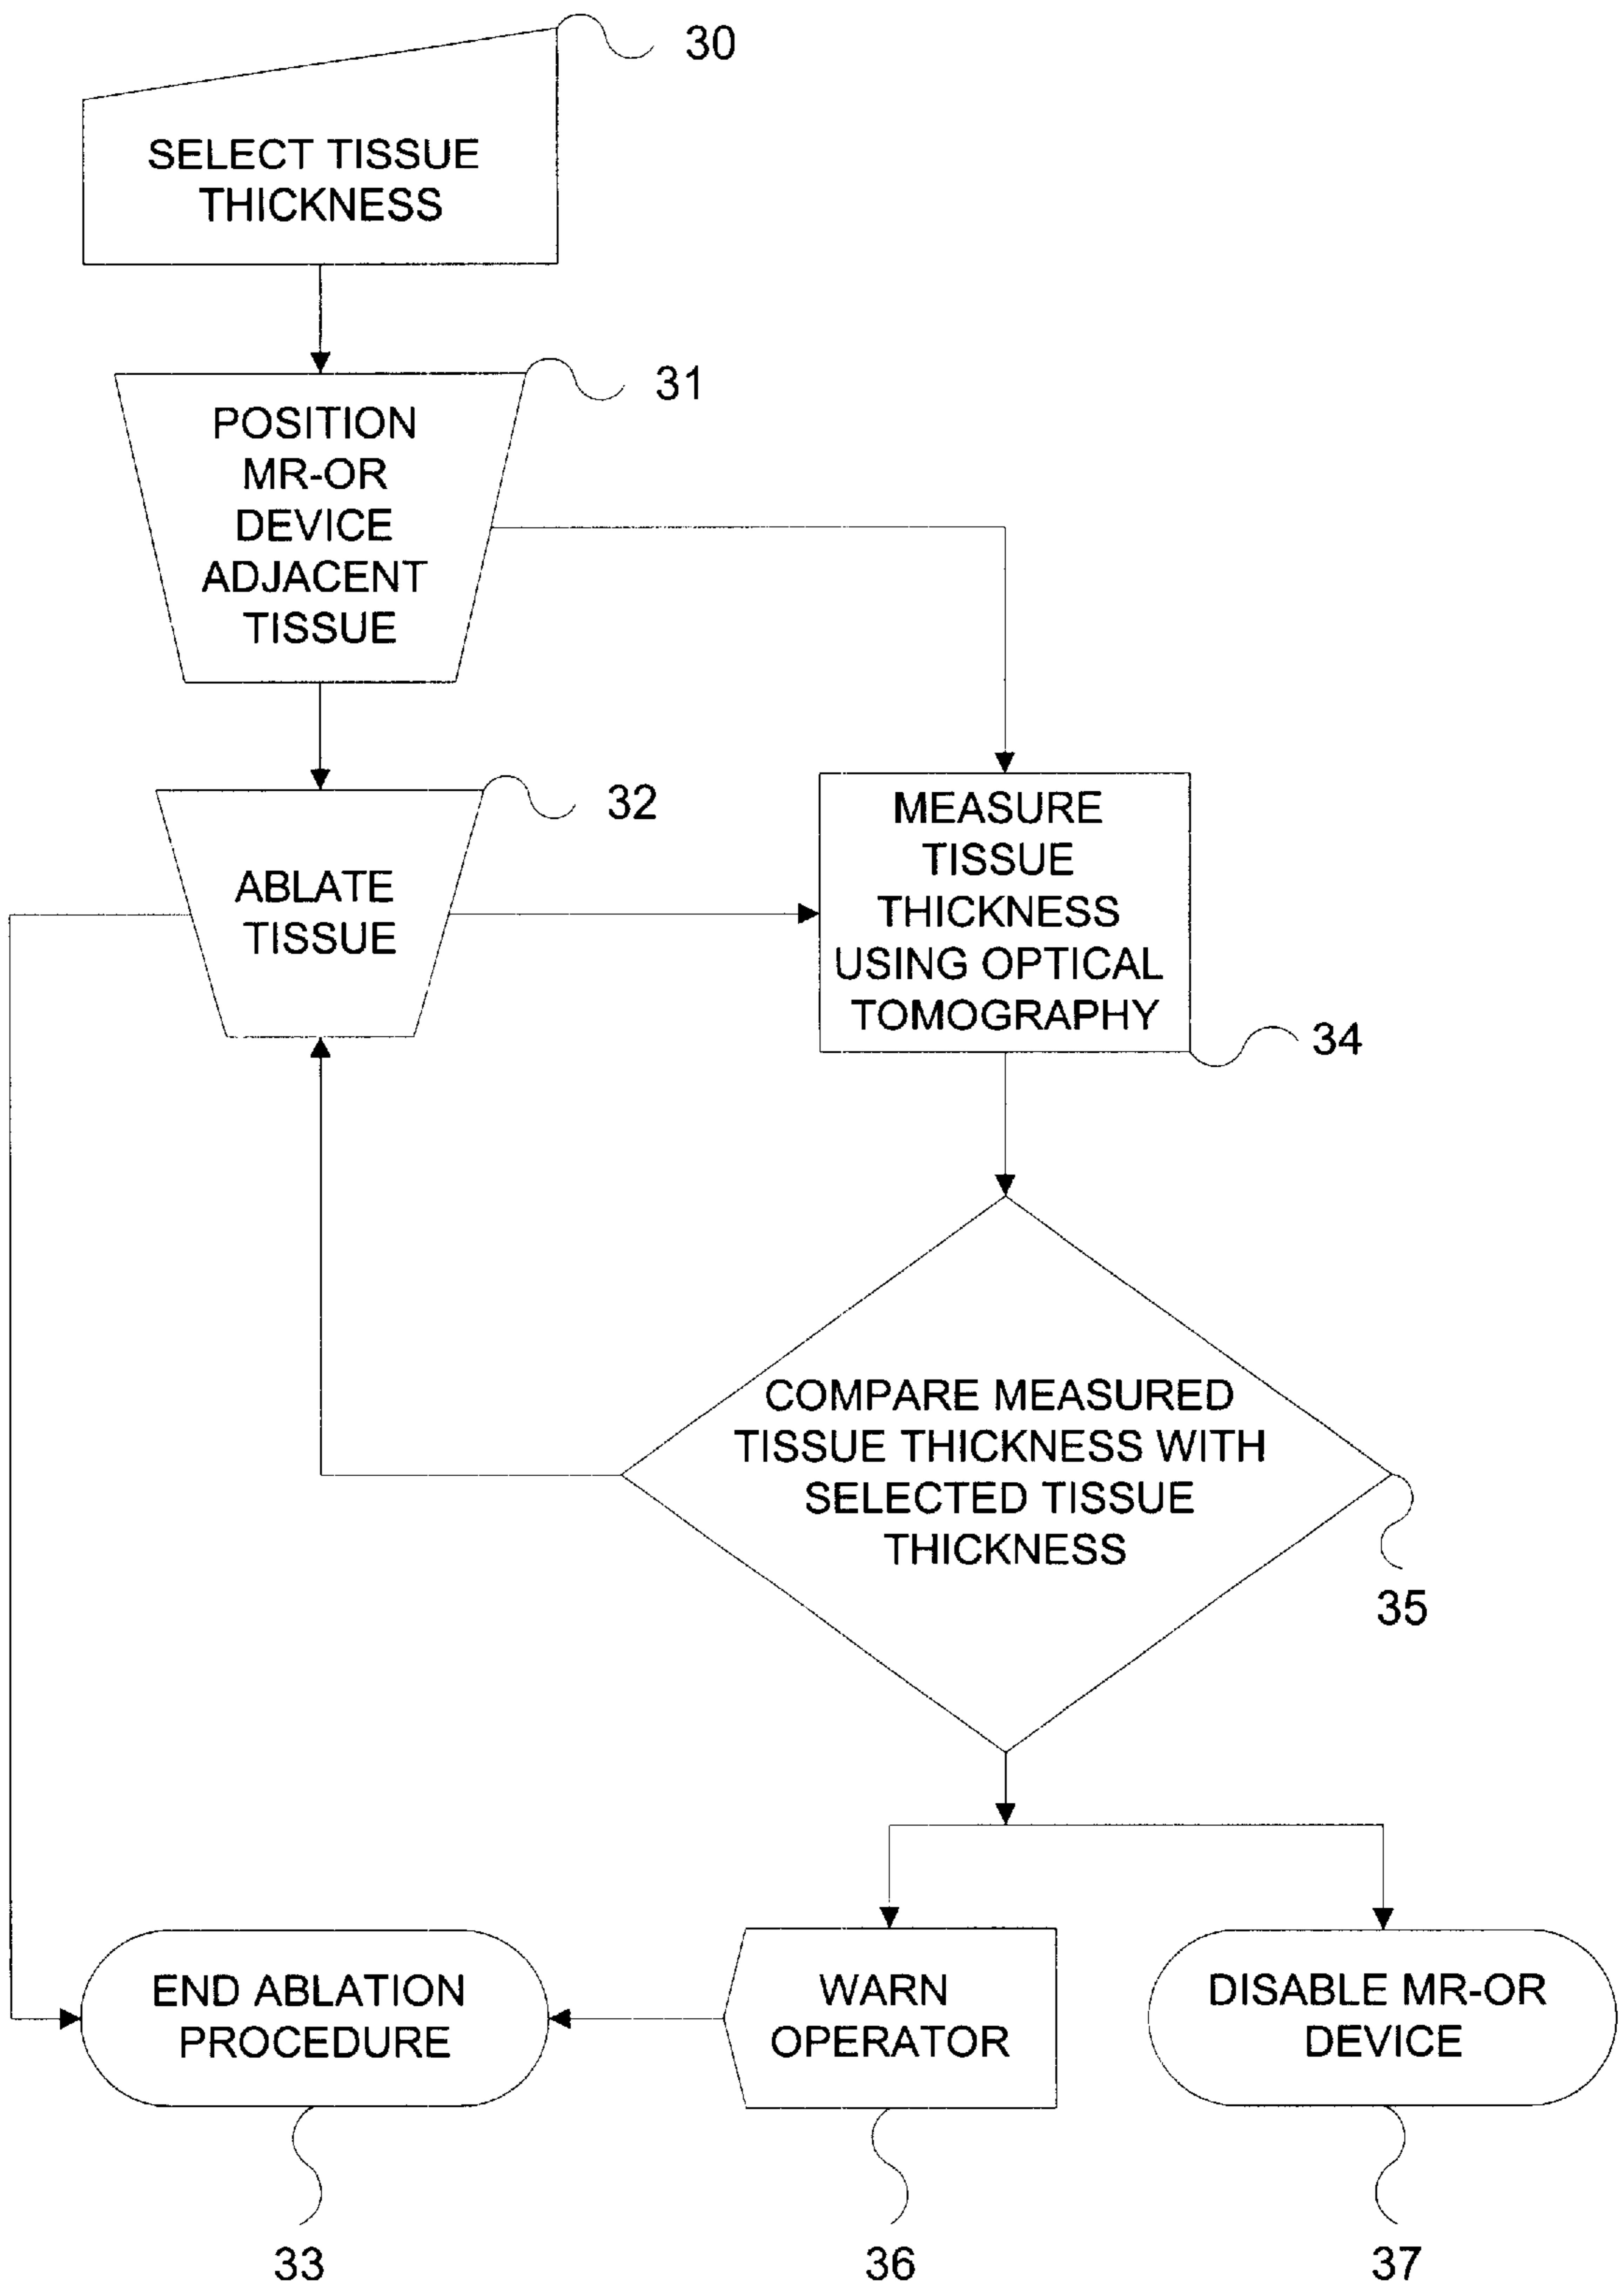 30
SELECT TISSUE
THICKNESS
31
POSITION
MR-OR
DEVICE
ADJACENT
TISSUE
32
ABLATE
TISSUE
MEASURE
TISSUE
THICKNESS
USING OPTICAL
TOMOGRAPHY
34
COMPARE MEASURED
TISSUE THICKNESS WITH
SELECTED TISSUE
THICKNESS
35
END ABLATION
PROCEDURE
WARN
OPERATOR
DISABLE MR-OR
DEVICE
33
36
37